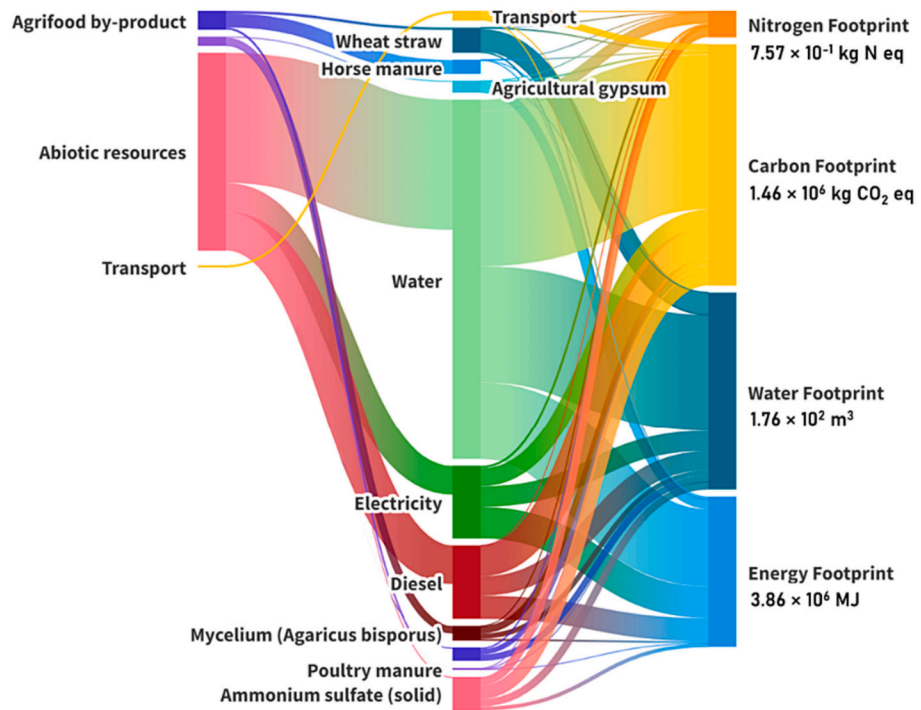 Agrifood by-product
Abiotic resources
Transport
Transport
Wheat straw
Horse manure
Agricultural gypsum
Water
Electricity
Diesel
Mycelium (Agaricus bisporus)
Poultry manure
Ammonium sulfate (solid)
Nitrogen Footprint
7.57 × 10⁻¹ kg N eq
Carbon Footprint
1.46 × 10⁶ kg CO₂ eq
Water Footprint
1.76 × 10² m³
Energy Footprint
3.86 × 10⁶ MJ